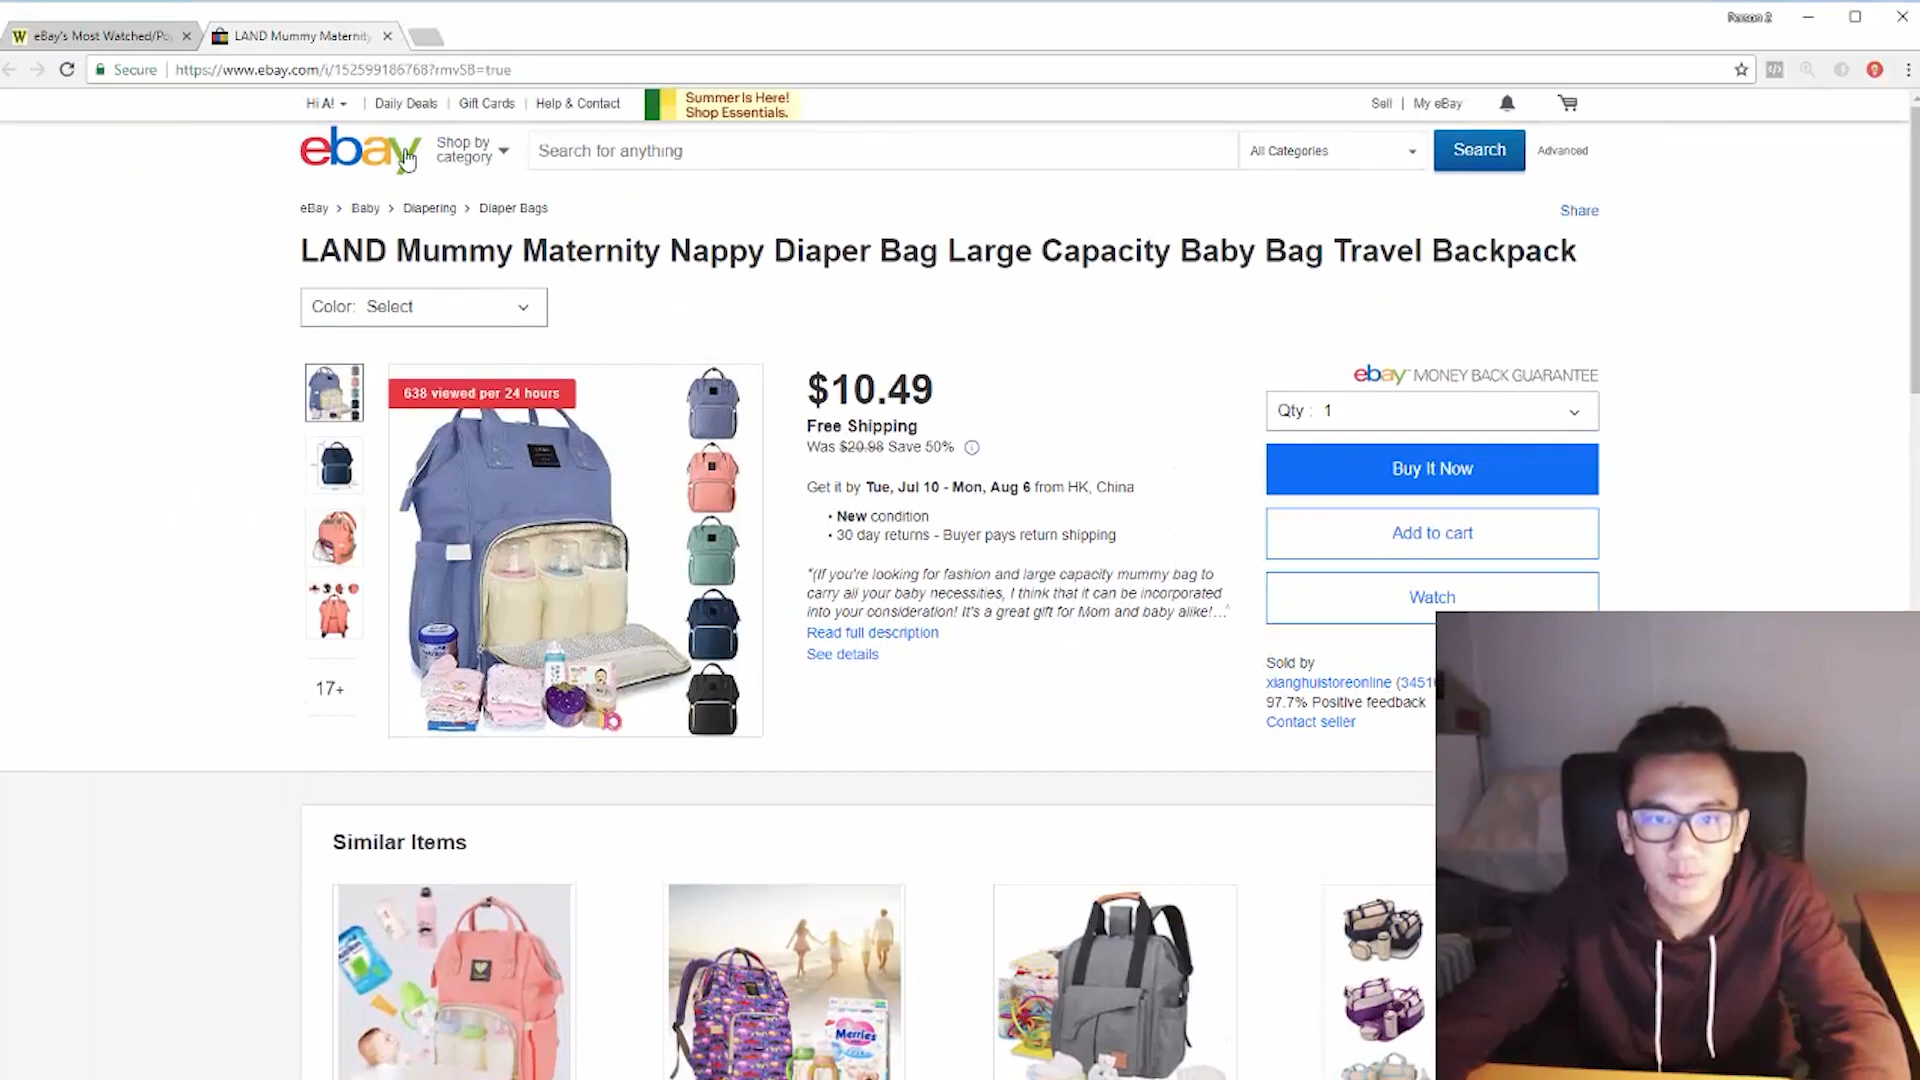 Person 2
eBay's Most Watched/Po
LAND Mummy Maternity
Secure https://www.ebay.com/i/152599186768?rmvSB=true
Hi A! | Daily Deals | Gift Cards | Help & Contact
Summer Is Here!
Shop Essentials.
Sell | My eBay
ebay
Shop by
category
Search for anything
All Categories
Search
Advanced
eBay > Baby > Diapering > Diaper Bags
Share
LAND Mummy Maternity Nappy Diaper Bag Large Capacity Baby Bag Travel Backpack
Color: Select
638 viewed per 24 hours
17+
$10.49
Free Shipping
Was $20.98 Save 50%
Get it by Tue, Jul 10 - Mon, Aug 6 from HK, China
• New condition
• 30 day returns - Buyer pays return shipping
"(If you're looking for fashion and large capacity mummy bag to
carry all your baby necessities, I think that it can be incorporated
into your consideration! It's a great gift for Mom and baby alike!..."
Read full description
See details
ebay MONEY BACK GUARANTEE
Qty : 1
Buy It Now
Add to cart
Watch
Sold by
xianghuistoreonline (3451
97.7% Positive feedback
Contact seller
Similar Items
Merries